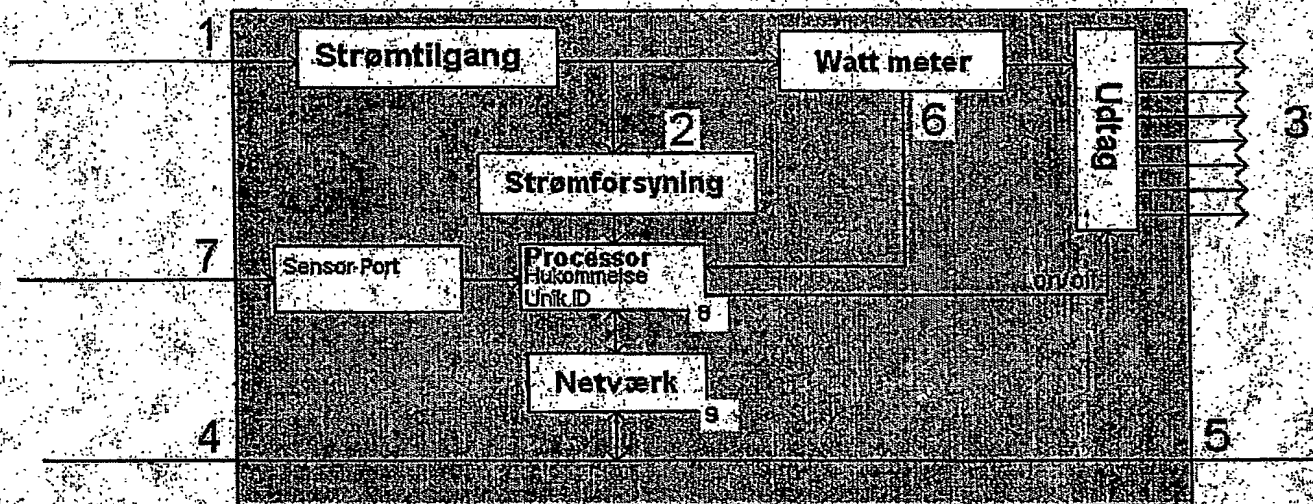 1
Strømtilgang
Watt meter
Udtag
3
2
6
Strømforsyning
7
Sensor-Port
Processor
Hukommelse
Unik ID
8
on/off
Netværk
9
4
5